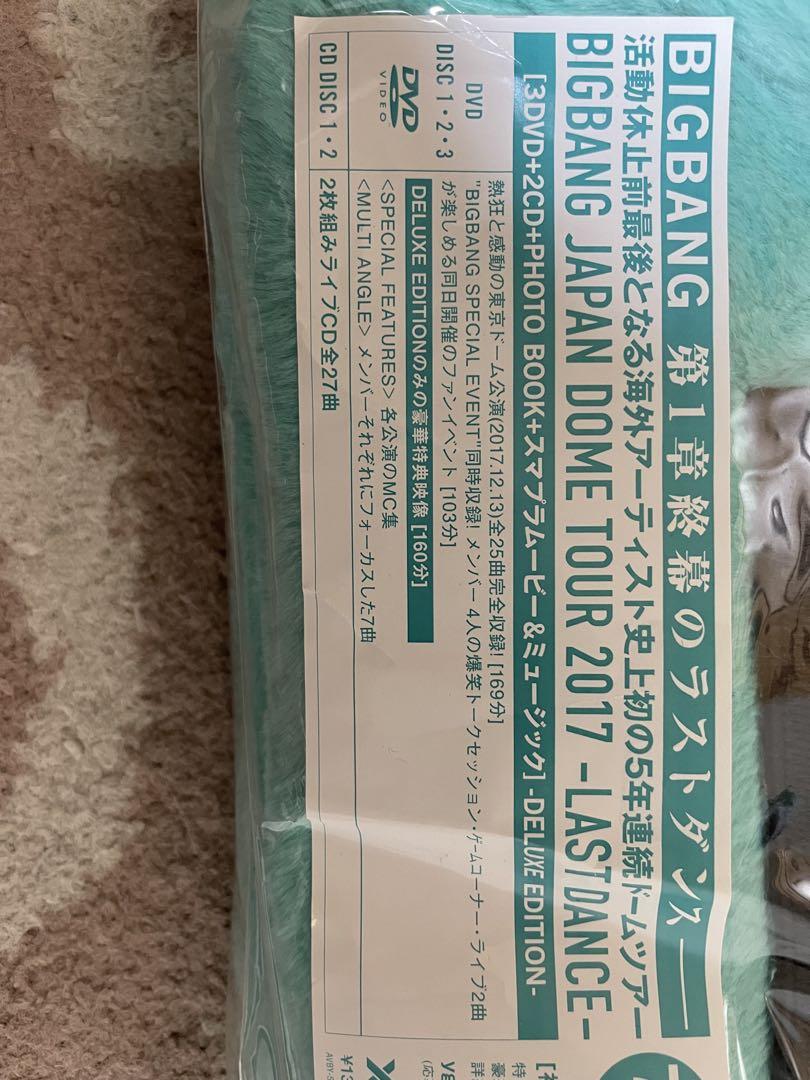 BIGBANG 第1章終幕のラストダンス――
活動休止前最後となる海外アーティスト史上初の5年連続ドームツアー
BIGBANG JAPAN DOME TOUR 2017 -LAST DANCE-
[3DVD+2CD+PHOTO BOOK+スマプラムービー&ミュージック] -DELUXE EDITION-
DVD
DISC 1・2・3
DVD
VIDEO
熱狂と感動の東京ドーム公演(2017.12.13)全25曲完全収録! [169分]
"BIGBANG SPECIAL EVENT"同時収録! メンバー4人の爆笑トークセッション・ゲームコーナー・ライブ2曲
が楽しめる同日開催のファンイベント [103分]
DELUXE EDITIONのみの豪華特典映像 [160分]
<SPECIAL FEATURES> 各公演のMC集
<MULTI ANGLE> メンバーそれぞれにフォーカスした7曲
CD DISC 1・2
2枚組みライブCD全27曲
特
豪
詳
¥13